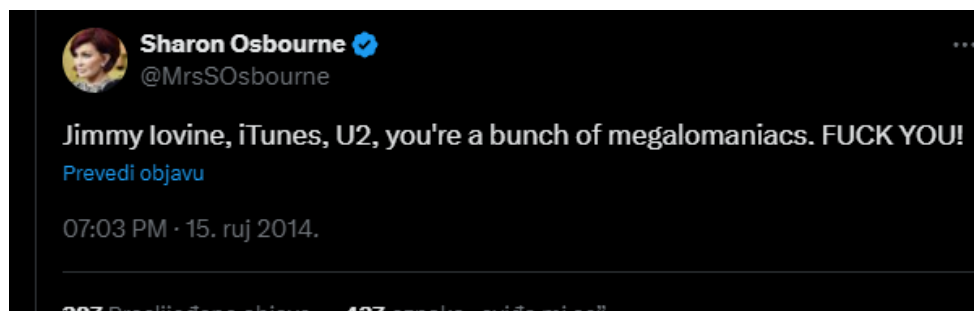 Sharon Osbourne
@MrsSOsbourne
Jimmy Iovine, iTunes, U2, you're a bunch of megalomaniacs. FUCK YOU!
Prevedi objavu
07:03 PM · 15. ruj 2014.